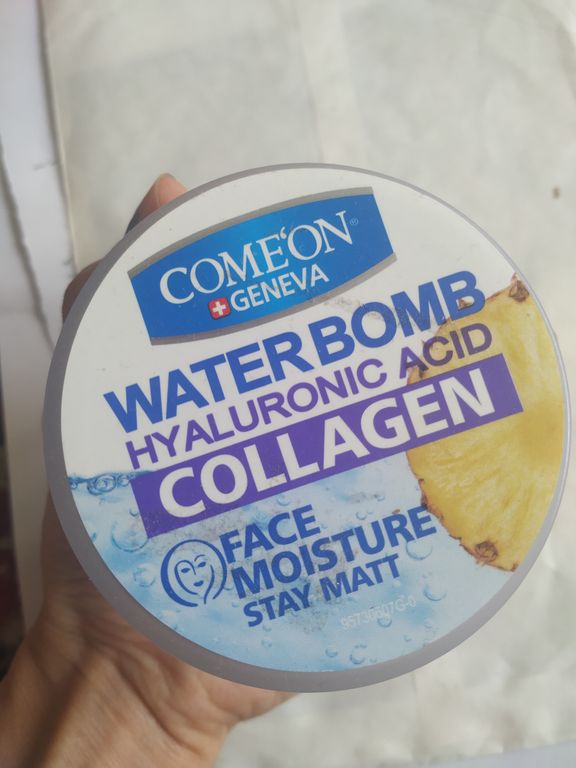 COME'ON®
GENEVA
WATER BOMB
HYALURONIC ACID
COLLAGEN
FACE
MOISTURE
STAY MATT